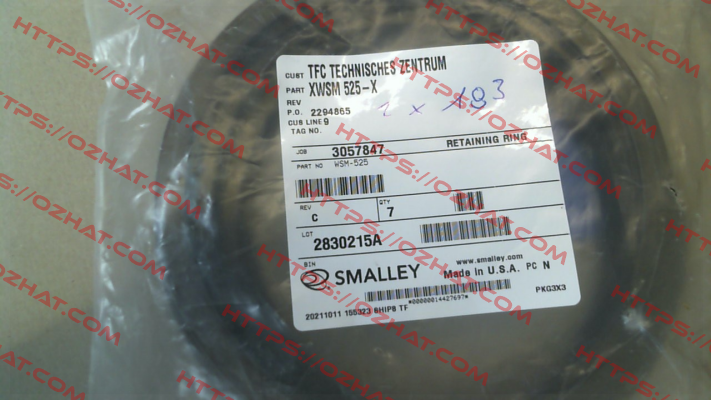 CUST TFC TECHNISCHES ZENTRUM
PART XWSM 525-X
REV
P.O. 2294865
CUS LINE 9
TAG NO.
JOB 3057847 RETAINING RING
PART NO WSM-525
REV C QTY 7
LOT 2830215A
BIN
SMALLEY
www.smalley.com
Made In U.S.A. PC N
*00000014427697*
PKG3X3
20211011 155323 SHIPB TF
HTTPS://OZHAT.COM